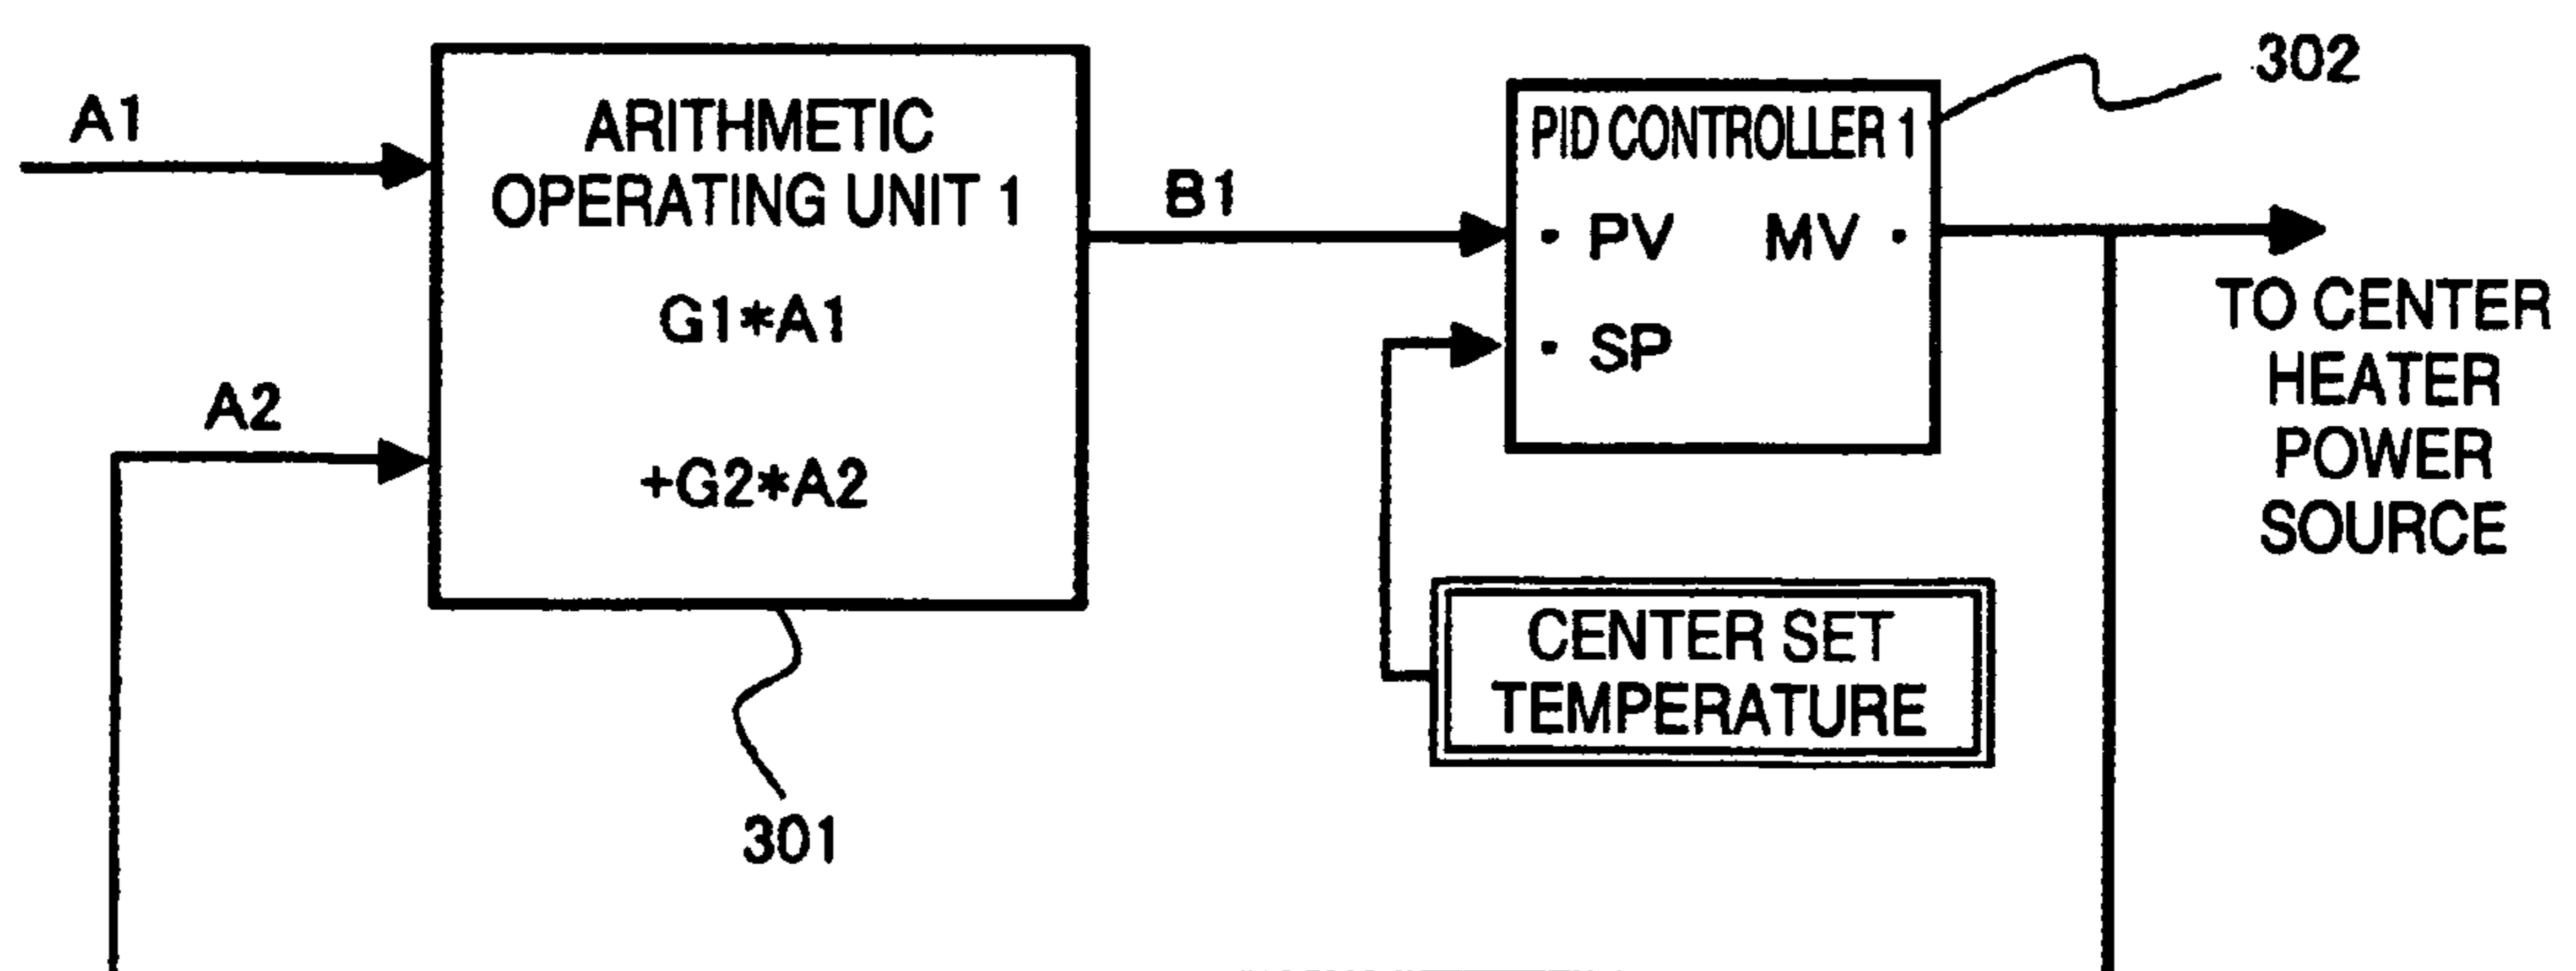 A1
ARITHMETIC
OPERATING UNIT 1
G1*A1
+G2*A2
A2
301
B1
PID CONTROLLER 1
· PV MV ·
· SP
302
TO CENTER
HEATER
POWER
SOURCE
CENTER SET
TEMPERATURE